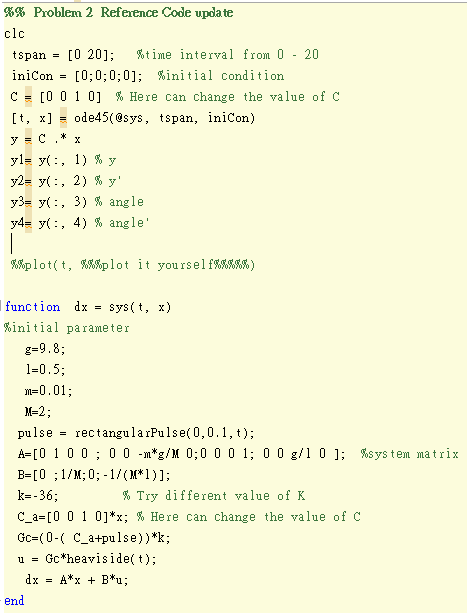 %% Problem 2 Reference Code update
clc
tspan = [0 20]; %time interval from 0 - 20
iniCon = [0;0;0;0]; %initial condition
C = [0 0 1 0] % Here can change the value of C
[t, x] = ode45(@sys, tspan, iniCon)
y = C .* x
y1= y(:, 1) % y
y2= y(:, 2) % y'
y3= y(:, 3) % angle
y4= y(:, 4) % angle'
%%plot(t, %%%plot it yourself%%%%%)
function dx = sys(t, x)
%initial parameter
g=9.8;
l=0.5;
m=0.01;
M=2;
pulse = rectangularPulse(0,0.1,t);
A=[0 1 0 0 ; 0 0 -m*g/M 0;0 0 0 1; 0 0 g/l 0 ]; %system matrix
B=[0 ;1/M;0;-1/(M*l)];
k=-36; % Try different value of K
C_a=[0 0 1 0]*x; % Here can change the value of C
Gc=(0-( C_a+pulse))*k;
u = Gc*heaviside(t);
dx = A*x + B*u;
end